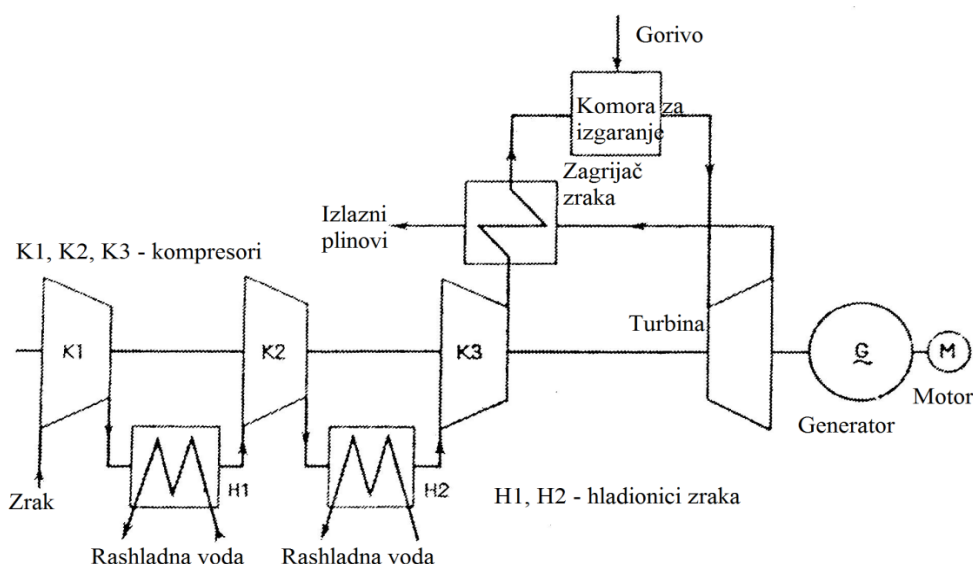 Gorivo
Komora za
izgaranje
Zagrijač
zraka
Izlazni
plinovi
K1, K2, K3 - kompresori
K1
K2
K3
Turbina
G
~
M
Motor
Generator
H1
H2
H1, H2 - hladionici zraka
Zrak
Rashladna voda
Rashladna voda